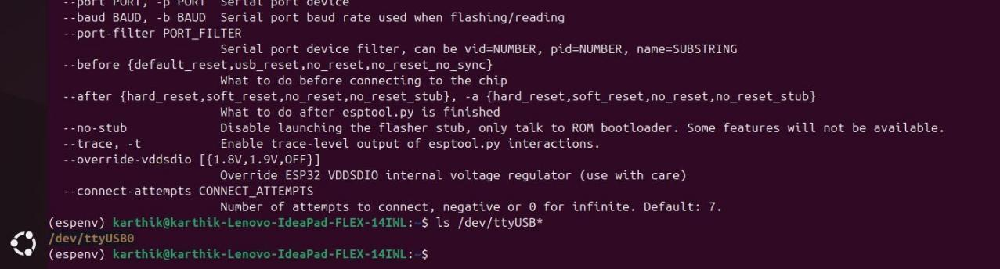 --port PORT, -p PORT  Serial port device
--baud BAUD, -b BAUD  Serial port baud rate used when flashing/reading
--port-filter PORT_FILTER
Serial port device filter, can be vid=NUMBER, pid=NUMBER, name=SUBSTRING
--before {default_reset,usb_reset,no_reset,no_reset_no_sync}
What to do before connecting to the chip
--after {hard_reset,soft_reset,no_reset,no_reset_stub}, -a {hard_reset,soft_reset,no_reset,no_reset_stub}
What to do after esptool.py is finished
--no-stub             Disable launching the flasher stub, only talk to ROM bootloader. Some features will not be available.
--trace, -t           Enable trace-level output of esptool.py interactions.
--override-vddsdio [{1.8V,1.9V,OFF}]
Override ESP32 VDDSDIO internal voltage regulator (use with care)
--connect-attempts CONNECT_ATTEMPTS
Number of attempts to connect, negative or 0 for infinite. Default: 7.
(espenv) karthik@karthik-Lenovo-IdeaPad-FLEX-14IWL:~$ ls /dev/ttyUSB*
/dev/ttyUSB0
(espenv) karthik@karthik-Lenovo-IdeaPad-FLEX-14IWL:~$